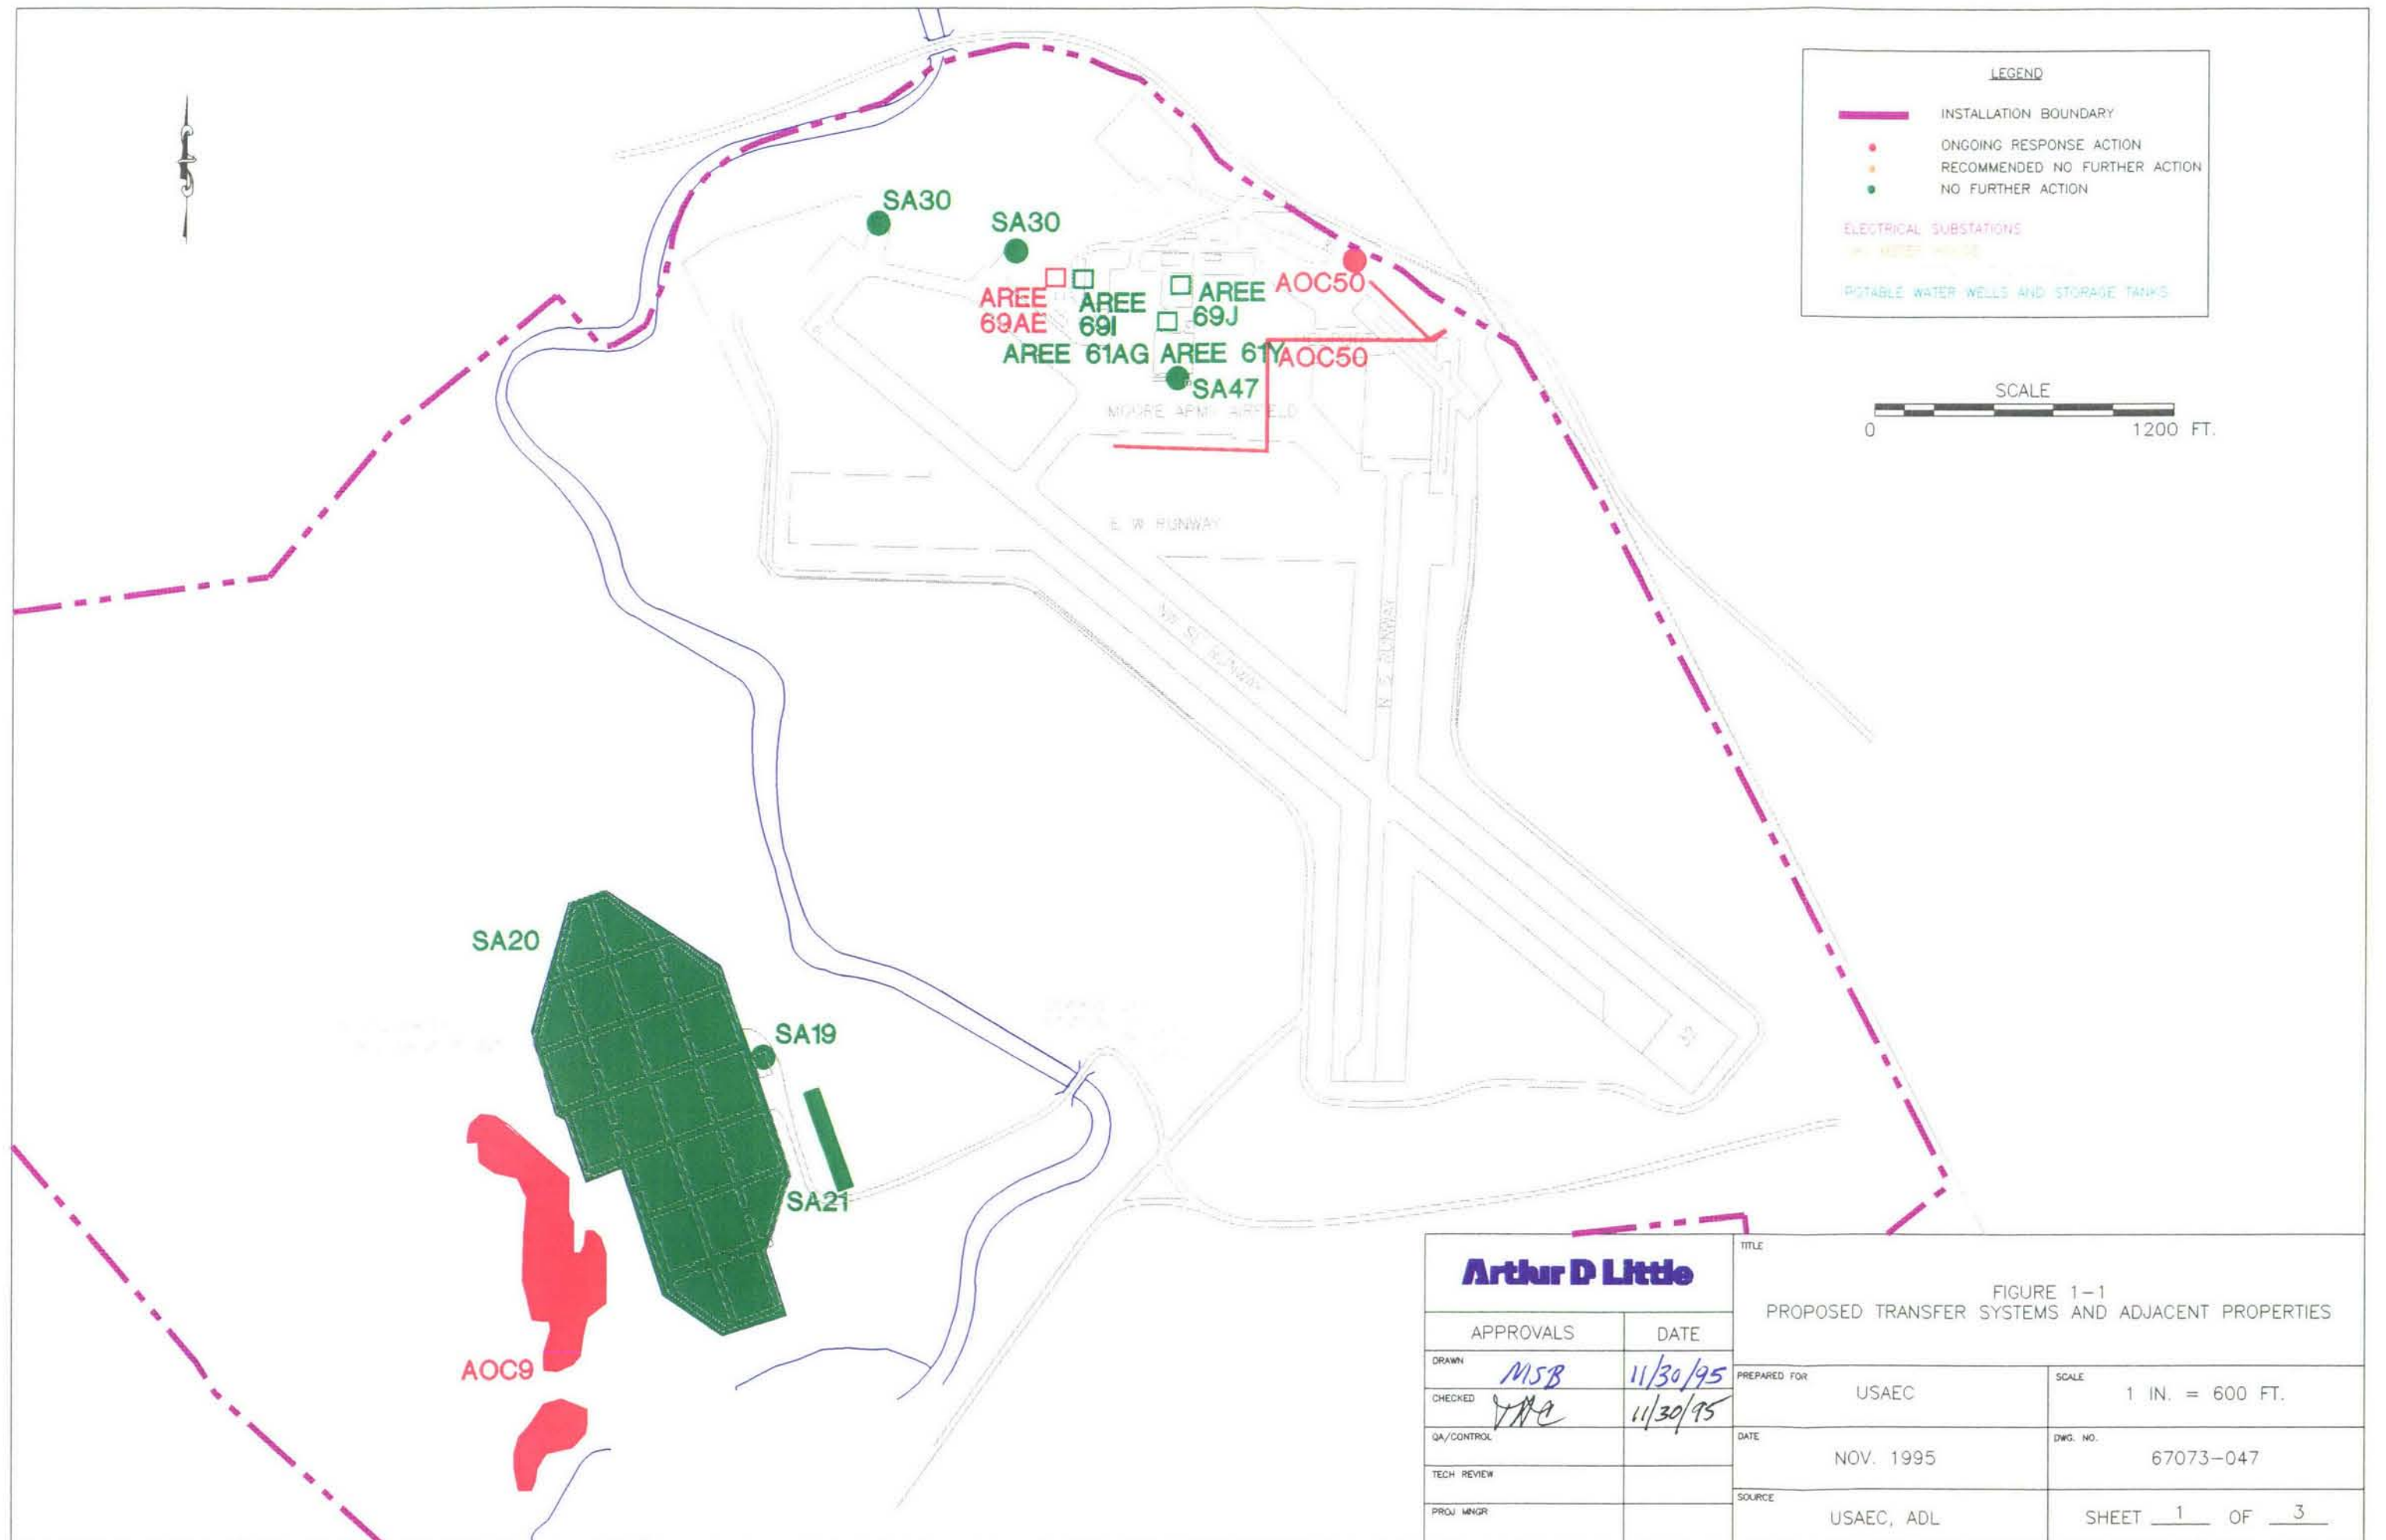 LEGEND
INSTALLATION BOUNDARY
ONGOING RESPONSE ACTION
RECOMMENDED NO FURTHER ACTION
NO FURTHER ACTION
ELECTRICAL SUBSTATIONS
POTABLE WATER WELLS AND STORAGE TANKS
SCALE
0 1200 FT.
SA30
SA30
AREE
69AE
AREE
69I
AREE
69J
AOC50
AREE 61AG AREE 61Y
AOC50
SA47
MOORE ARMY AIRFIELD
E W RUNWAY
NW SE RUNWAY
N S RUNWAY
SA20
SA19
SA21
AOC9
Arthur D Little
APPROVALS DATE
DRAWN MSB 11/30/95
CHECKED 11/30/95
QA/CONTROL
TECH REVIEW
PROJ MNGR
TITLE
FIGURE 1-1
PROPOSED TRANSFER SYSTEMS AND ADJACENT PROPERTIES
PREPARED FOR
USAEC
SCALE
1 IN. = 600 FT.
DATE
NOV. 1995
DWG. NO.
67073-047
SOURCE
USAEC, ADL
SHEET 1 OF 3